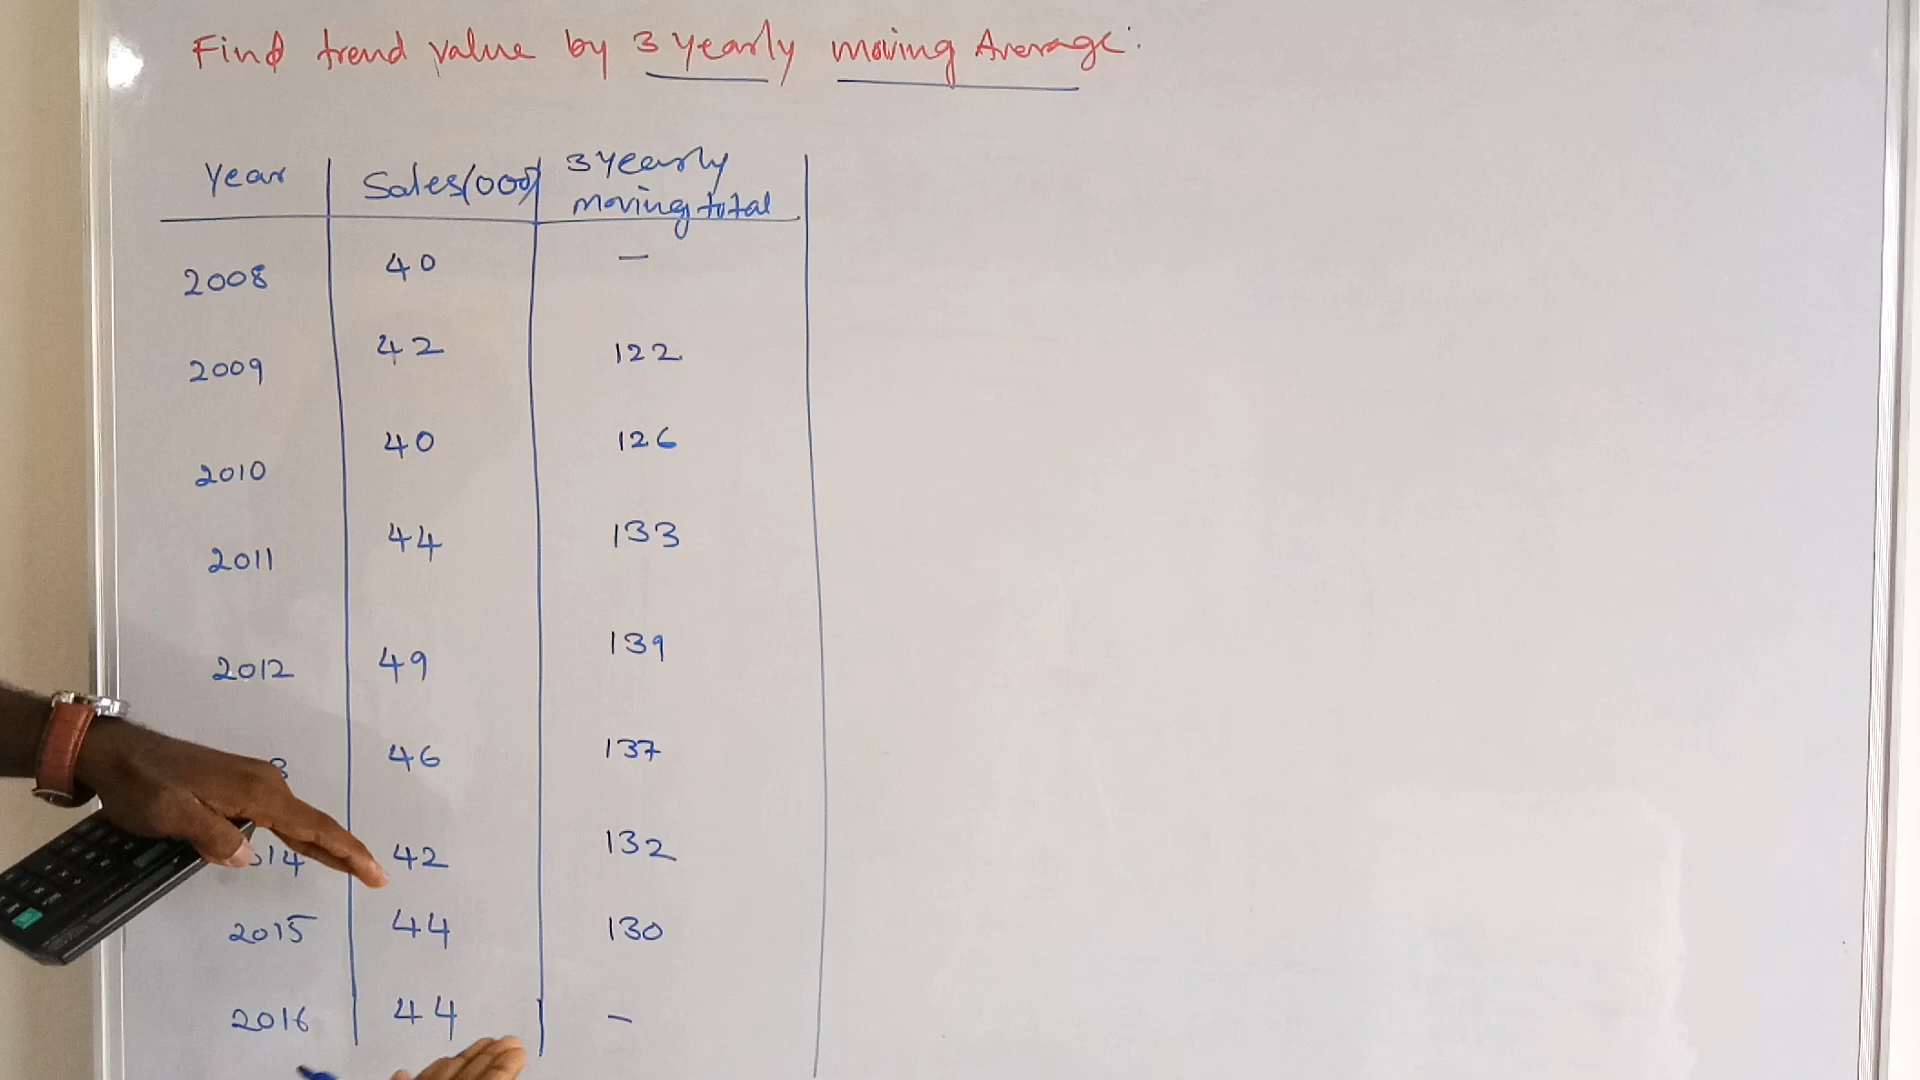 Find trend value by 3 yearly moving Average:
Year Sales(000) 3 yearly moving total
2008 40 —
2009 42 122
2010 40 126
2011 44 133
2012 49 139
3 46 137
014 42 132
2015 44 130
2016 44 —